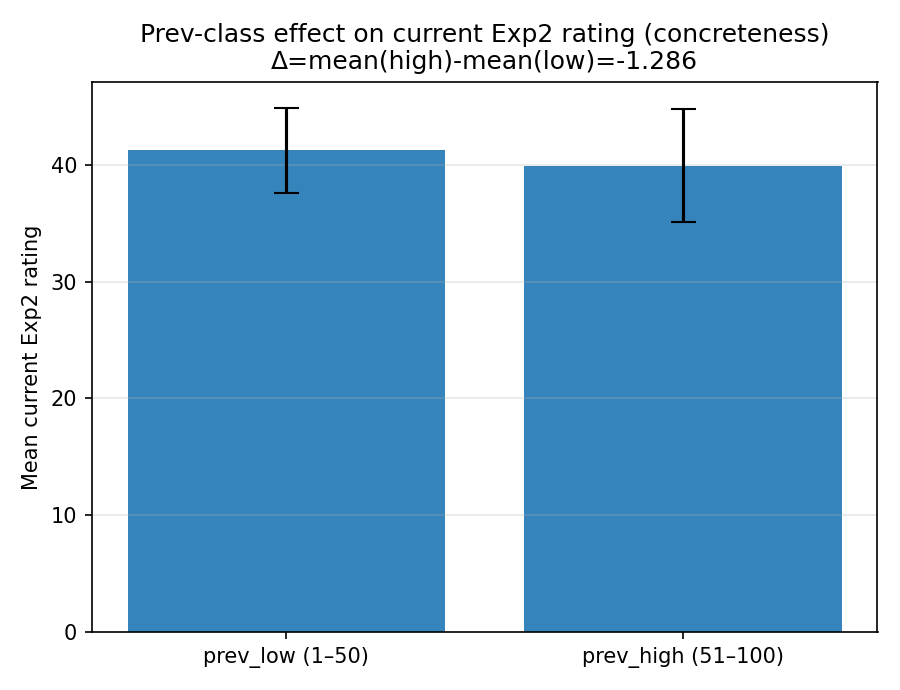 Prev-class effect on current Exp2 rating (concreteness)
Δ=mean(high)-mean(low)=-1.286
Mean current Exp2 rating
40
30
20
10
0
prev_low (1–50)
prev_high (51–100)